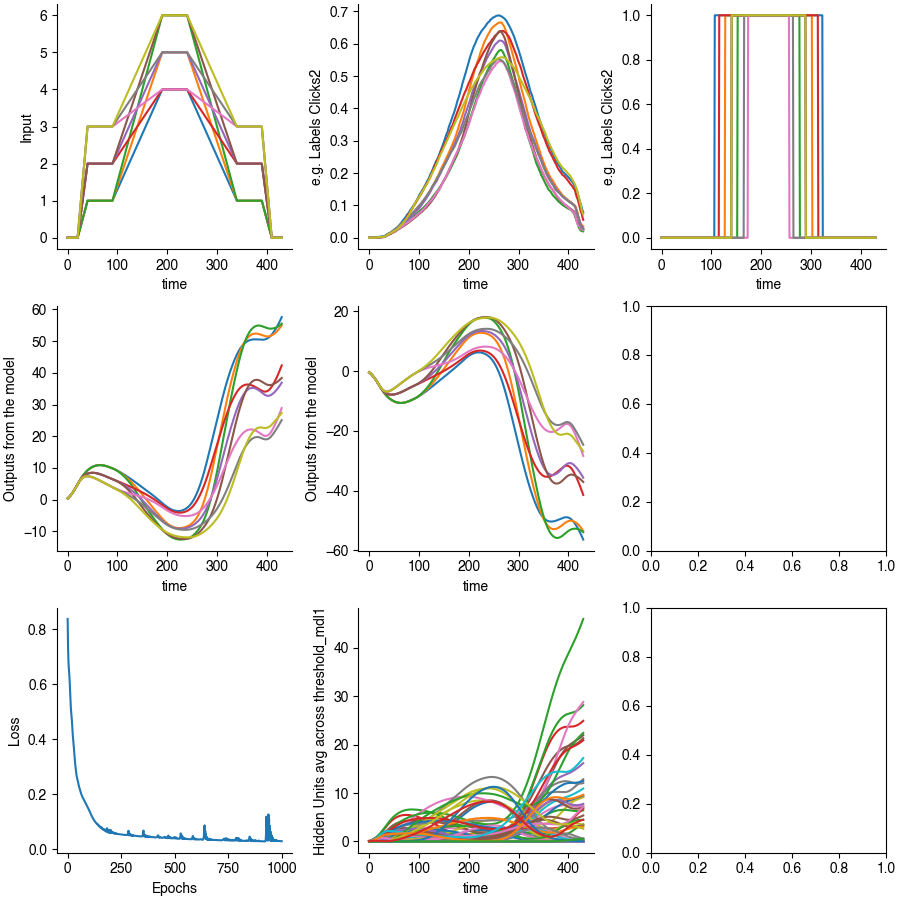 Input
0 1 2 3 4 5 6
0 100 200 300 400
time
e.g. Labels Clicks2
0.0 0.1 0.2 0.3 0.4 0.5 0.6 0.7
0 100 200 300 400
time
e.g. Labels Clicks2
0.0 0.2 0.4 0.6 0.8 1.0
0 100 200 300 400
time
Outputs from the model
−10 0 10 20 30 40 50 60
0 100 200 300 400
time
Outputs from the model
−60 −40 −20 0 20
0 100 200 300 400
time
0.0 0.2 0.4 0.6 0.8 1.0
0.0 0.2 0.4 0.6 0.8 1.0
Loss
0.0 0.2 0.4 0.6 0.8
0 250 500 750 1000
Epochs
Hidden Units avg across threshold_mdl1
0 10 20 30 40
0 100 200 300 400
time
0.0 0.2 0.4 0.6 0.8 1.0
0.0 0.2 0.4 0.6 0.8 1.0